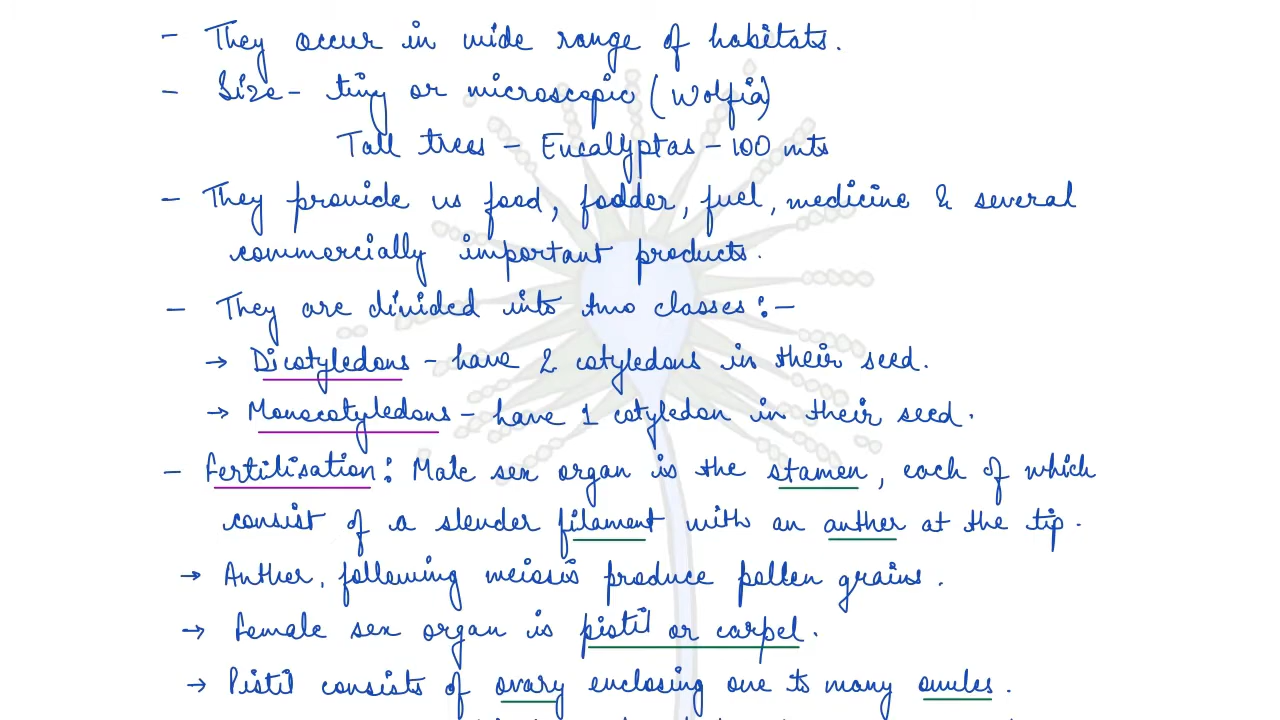 - They occur in wide range of habitats.
- Size - tiny or microscopic (Wolfia)
Tall trees - Eucalyptas - 100 mts
- They provide us food, fodder, fuel, medicine & several
commercially important products.
- They are divided into two classes :-
→ Dicotyledons - have 2 cotyledons in their seed.
→ Monocotyledons - have 1 cotyledon in their seed.
- Fertilisation: Male sex organ is the stamen, each of which
consist of a slender filament with an anther at the tip.
→ Anther, following meiosis produce pollen grains.
→ Female sex organ is pistil or carpel.
→ Pistil consists of ovary enclosing one to many ovules.